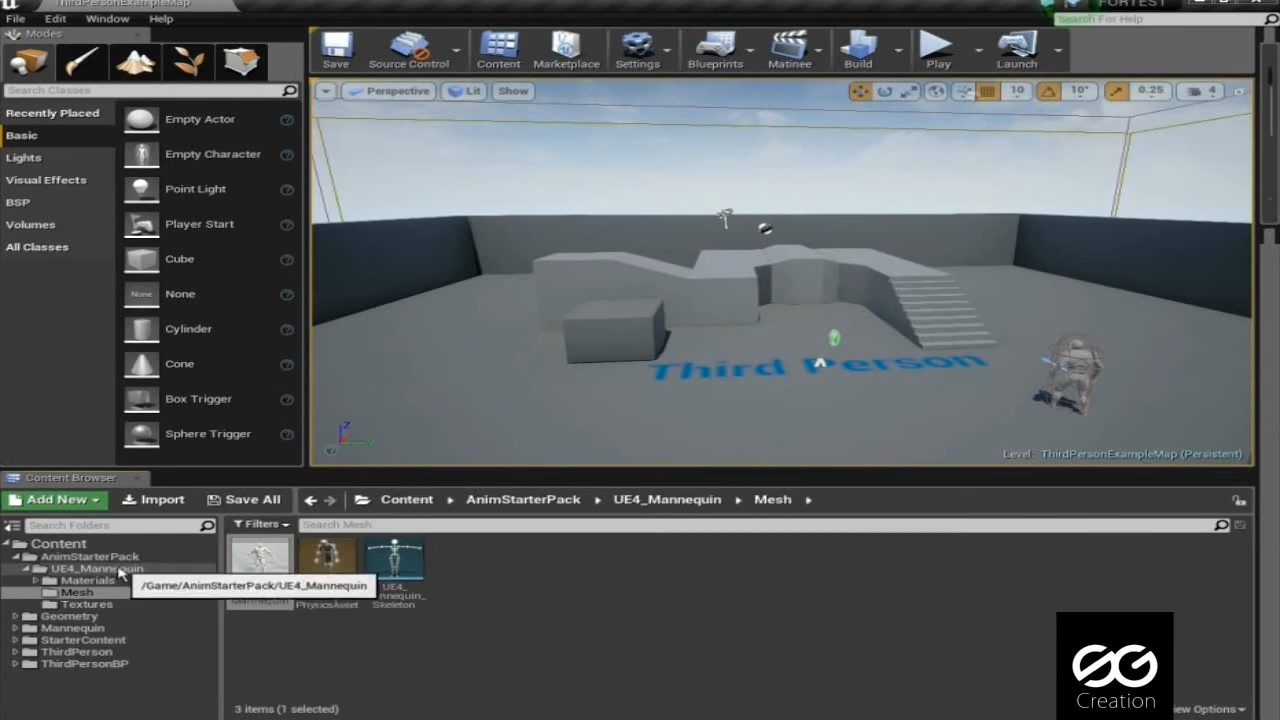 ThirdPersonExampleMap
FORTEST
File Edit Window Help
Search For Help
Modes
Save Source Control Content Marketplace Settings Blueprints Matinee Build Play Launch
Search Classes
Perspective Lit Show 10 10° 0.25 4
Recently Placed
Basic
Lights
Visual Effects
BSP
Volumes
All Classes
Empty Actor
Empty Character
Point Light
Player Start
Cube
None None
Cylinder
Cone
Box Trigger
Sphere Trigger
Third Person
Z
Level: ThirdPersonExampleMap (Persistent)
Content Browser
Add New Import Save All Content AnimStarterPack UE4_Mannequin Mesh
Search Folders
Filters Search Mesh
Content
AnimStarterPack
UE4_Mannequin
Materials
Mesh
Textures
Geometry
Mannequin
StarterContent
ThirdPerson
ThirdPersonBP
/Game/AnimStarterPack/UE4_Mannequin
PhysicsAsset
UE4_
nnequin_
Skeleton
3 items (1 selected)
iew Options
SG
Creation